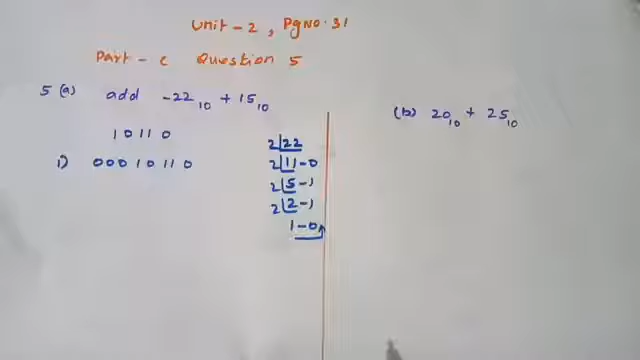 Unit - 2, Pg No. 31
Part - C Question 5
5 (a) add -22₁₀ + 15₁₀
10110
i) 00010110
2 22
2 11 - 0
2 5 - 1
2 2 - 1
1 - 0
(b) 20₁₀ + 25₁₀